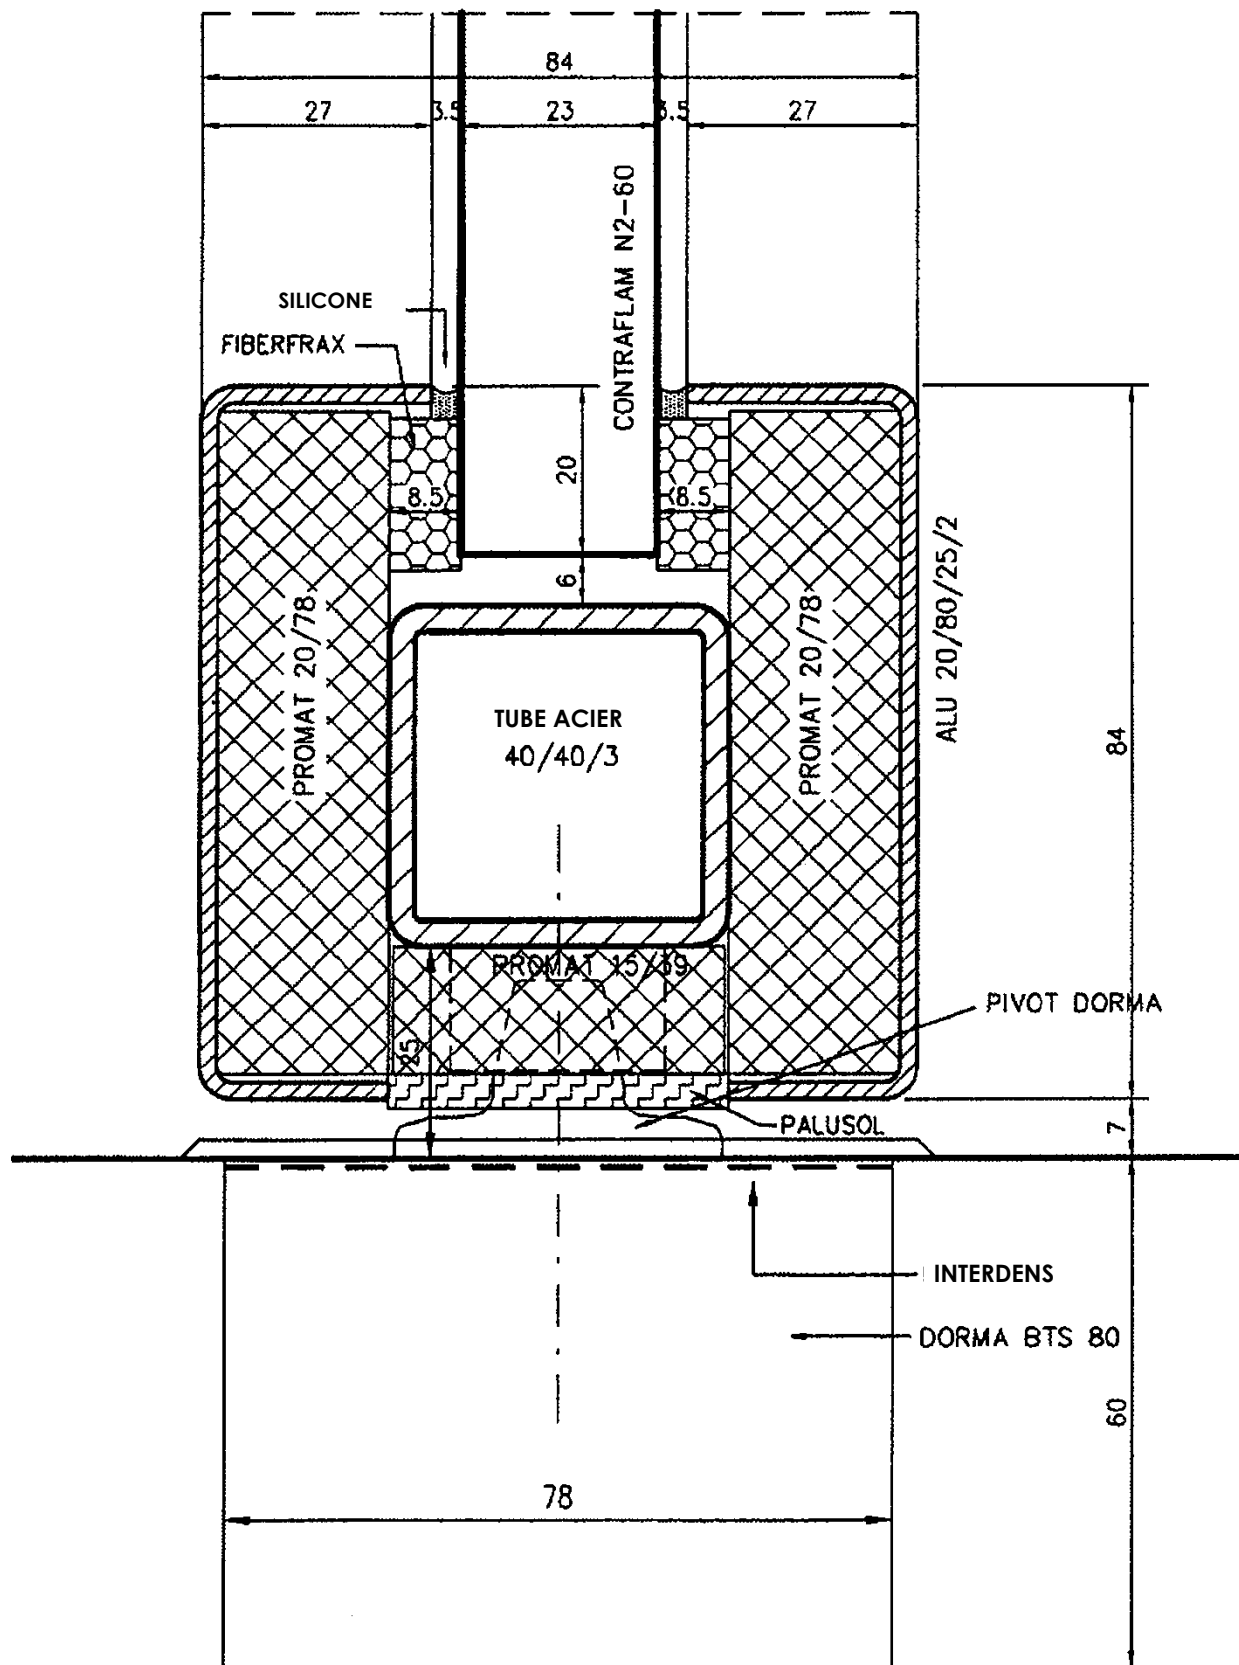 84
27
3.5
23
3.5
27
CONTRAFLAM N2-60
SILICONE
FIBERFRAX
20
8.5
8.5
6
PROMAT 20/78
PROMAT 20/78
ALU 20/80/25/2
TUBE ACIER
40/40/3
84
PROMAT 15/39
PIVOT DORMA
25
PALUSOL
7
INTERDENS
DORMA BTS 80
60
78